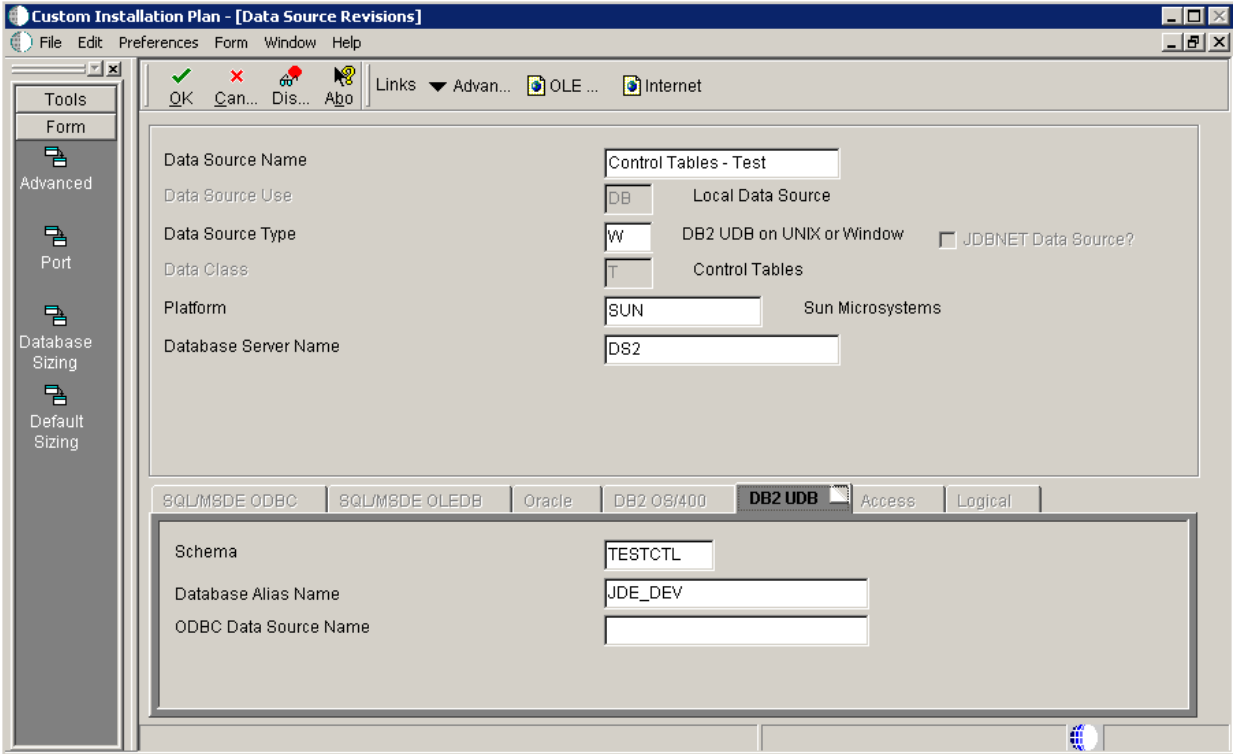 Custom Installation Plan - [Data Source Revisions]
File Edit Preferences Form Window Help
Tools
Form
Advanced
Port
Database
Sizing
Default
Sizing
OK Can... Dis... Abo Links Advan... OLE ... Internet
Data Source Name Control Tables - Test
Data Source Use DB Local Data Source
Data Source Type W DB2 UDB on UNIX or Window JDBNET Data Source?
Data Class T Control Tables
Platform SUN Sun Microsystems
Database Server Name DS2
SQL/MSDE ODBC SQL/MSDE OLEDB Oracle DB2 OS/400 DB2 UDB Access Logical
Schema TESTCTL
Database Alias Name JDE_DEV
ODBC Data Source Name